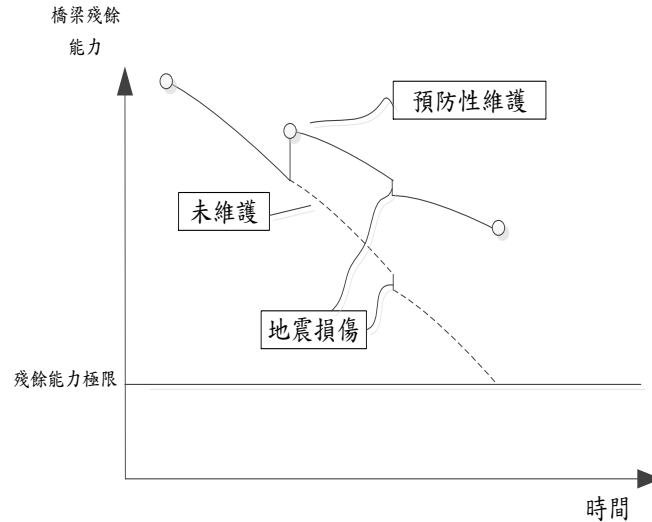 橋梁殘餘
能力
預防性維護
未維護
地震損傷
殘餘能力極限
時間